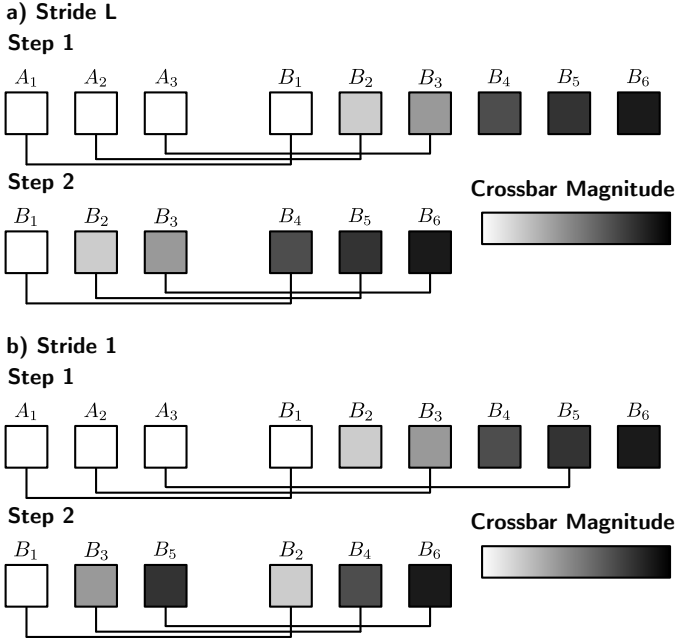 a) Stride L
Step 1
A₁ A₂ A₃ B₁ B₂ B₃ B₄ B₅ B₆
Step 2
Crossbar Magnitude
B₁ B₂ B₃ B₄ B₅ B₆
b) Stride 1
Step 1
A₁ A₂ A₃ B₁ B₂ B₃ B₄ B₅ B₆
Step 2
Crossbar Magnitude
B₁ B₃ B₅ B₂ B₄ B₆